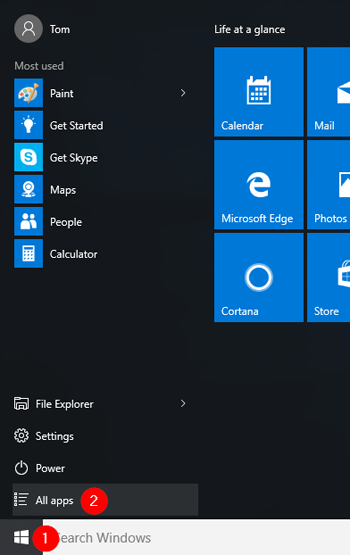 Tom
Life at a glance
Most used
Paint
Get Started
Get Skype
Maps
People
Calculator
Calendar
Mail
Microsoft Edge
Photos
Cortana
Store
File Explorer
Settings
Power
All apps 2
1 Search Windows